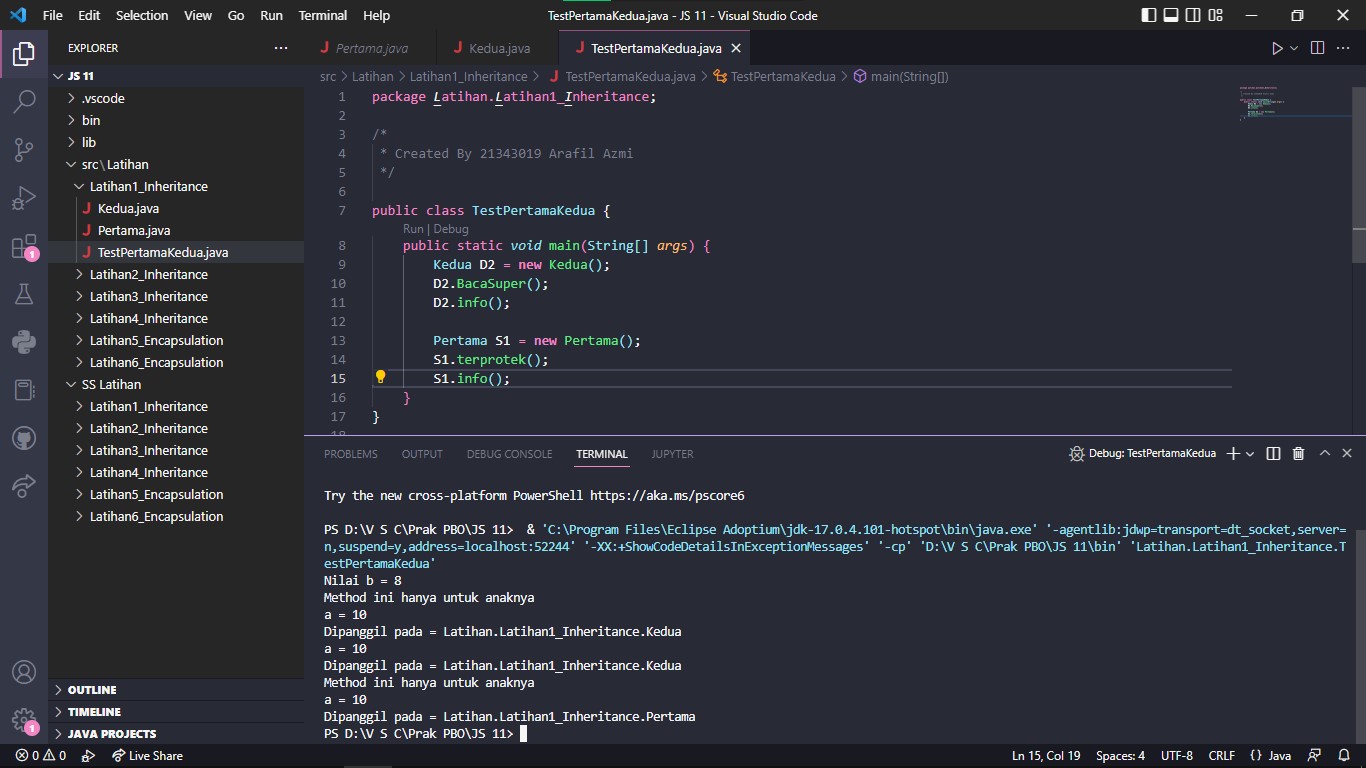 File Edit Selection View Go Run Terminal Help
TestPertamaKedua.java - JS 11 - Visual Studio Code
EXPLORER
JS 11
.vscode
bin
lib
src\Latihan
Latihan1_Inheritance
Kedua.java
Pertama.java
TestPertamaKedua.java
Latihan2_Inheritance
Latihan3_Inheritance
Latihan4_Inheritance
Latihan5_Encapsulation
Latihan6_Encapsulation
SS Latihan
Latihan1_Inheritance
Latihan2_Inheritance
Latihan3_Inheritance
Latihan4_Inheritance
Latihan5_Encapsulation
Latihan6_Encapsulation
OUTLINE
TIMELINE
JAVA PROJECTS
1
1
Pertama.java Kedua.java TestPertamaKedua.java
src > Latihan > Latihan1_Inheritance > TestPertamaKedua.java > TestPertamaKedua > main(String[])
1 package Latihan.Latihan1_Inheritance;
2
3 /*
4 * Created By 21343019 Arafil Azmi
5 */
6
7 public class TestPertamaKedua {
Run | Debug
8 public static void main(String[] args) {
9 Kedua D2 = new Kedua();
10 D2.BacaSuper();
11 D2.info();
12
13 Pertama S1 = new Pertama();
14 S1.terprotek();
15 S1.info();
16 }
17 }
18
PROBLEMS OUTPUT DEBUG CONSOLE TERMINAL JUPYTER
Debug: TestPertamaKedua
Try the new cross-platform PowerShell https://aka.ms/pscore6
PS D:\V S C\Prak PBO\JS 11> & 'C:\Program Files\Eclipse Adoptium\jdk-17.0.4.101-hotspot\bin\java.exe' '-agentlib:jdwp=transport=dt_socket,server=
n,suspend=y,address=localhost:52244' '-XX:+ShowCodeDetailsInExceptionMessages' '-cp' 'D:\V S C\Prak PBO\JS 11\bin' 'Latihan.Latihan1_Inheritance.T
estPertamaKedua'
Nilai b = 8
Method ini hanya untuk anaknya
a = 10
Dipanggil pada = Latihan.Latihan1_Inheritance.Kedua
a = 10
Dipanggil pada = Latihan.Latihan1_Inheritance.Kedua
Method ini hanya untuk anaknya
a = 10
Dipanggil pada = Latihan.Latihan1_Inheritance.Pertama
PS D:\V S C\Prak PBO\JS 11>
0 0 Live Share
Ln 15, Col 19 Spaces: 4 UTF-8 CRLF {} Java